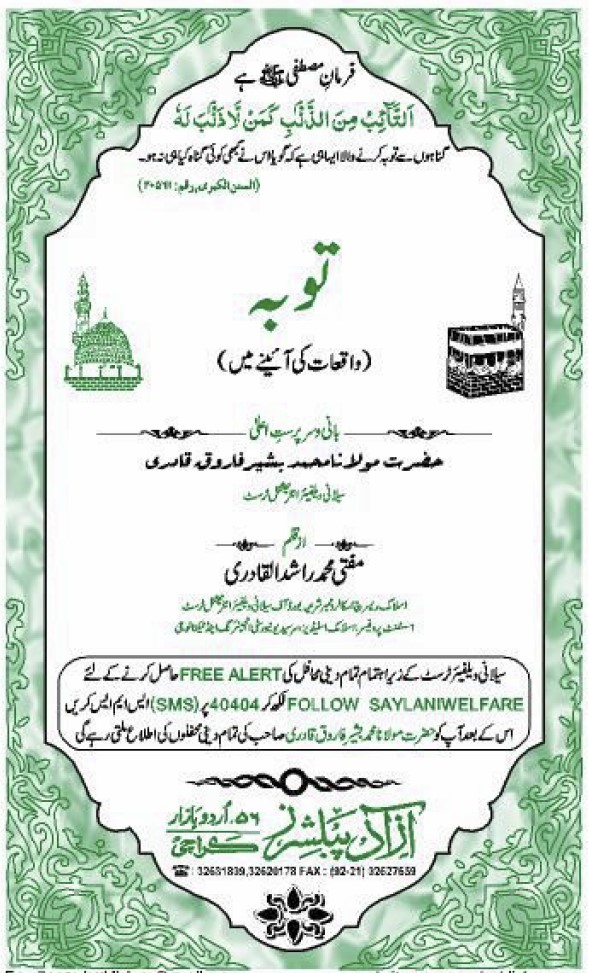 فرمانِ مصطفی ﷺ ہے
اَلتَّآئِبُ مِنَ الذَّنْبِ کَمَنْ لَّا ذَنْبَ لَهٗ
گناہوں سے توبہ کرنے والا ایسا ہی ہے کہ گویا اس نے کبھی کوئی گناہ کیا ہی نہ ہو۔
(السنن الکبریٰ، رقم:
توبہ
(واقعات کی آئینے میں)
بانی و سرپرستِ اعلیٰ
حضرت مولانا محمد بشیر فاروق قادری
سیلانی ویلفیئر انٹرنیشنل ٹرسٹ
از قلم
مفتی محمد راشد القادری
اسلامک ریسرچ اسکالر وممبر شریعہ بورڈ آف سیلانی ویلفیئر انٹرنیشنل ٹرسٹ
اسسٹنٹ پروفیسر: اسلامک اسٹیڈیز، سرسید یونیورسٹی انجینئرنگ اینڈ ٹیکنالوجی
سیلانی ویلفیئر ٹرسٹ کے زیرِ اہتمام تمام دینی محافل کی FREE ALERT حاصل کرنے کے لئے
FOLLOW SAYLANIWELFARE لکھ کر 40404 پر (SMS) ایس ایم ایس کریں
اس کے بعد آپ کو حضرت مولانا محمد بشیر فاروق قادری صاحب کی تمام دینی محفلوں کی اطلاع ملتی رہے گی
آزاد پبلشرز
۵۶۔ اُردو بازار
کراچی
☎: 32631839,32620178 FAX : (92-21) 32627659